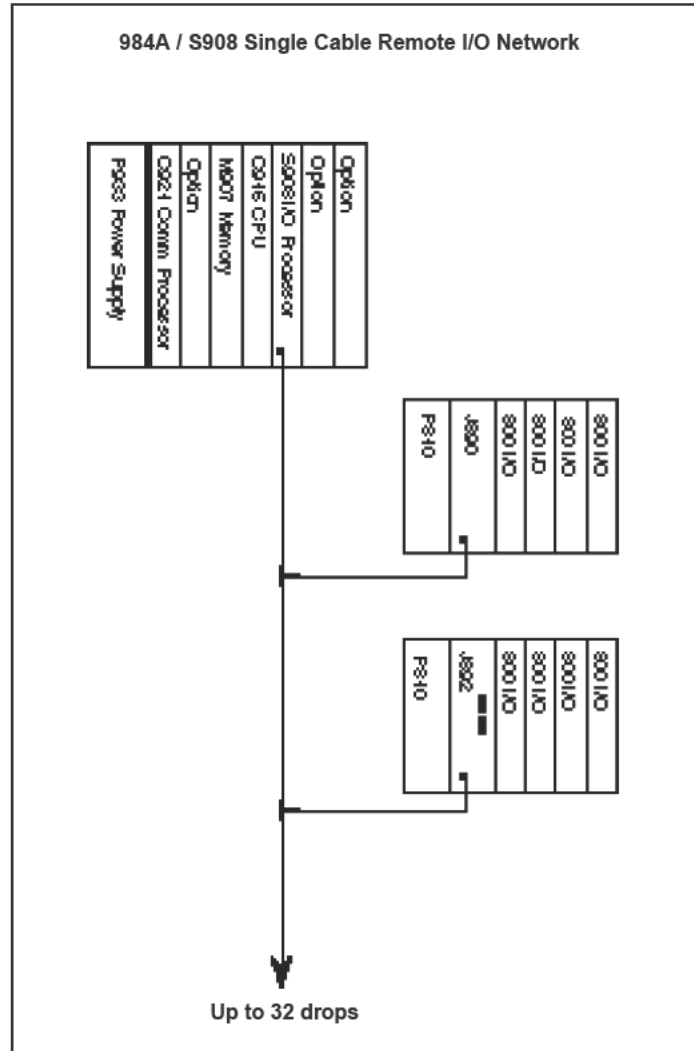 984A / S908 Single Cable Remote I/O Network
P933 Power Supply
C921 Comm Processor
Option
M907 Memory
C916 CPU
S908 I/O Processor
Option
Option
P810
J890
800 I/O
800 I/O
800 I/O
800 I/O
P810
J892
800 I/O
800 I/O
800 I/O
800 I/O
Up to 32 drops